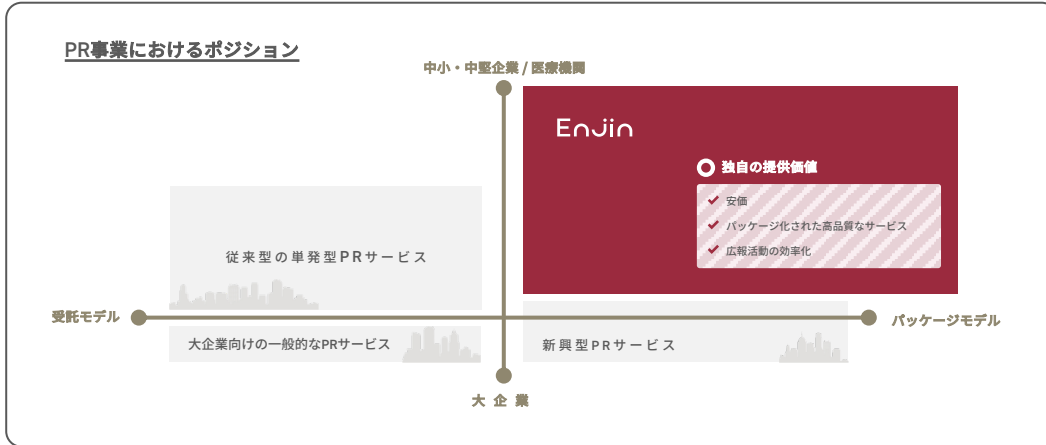 PR事業におけるポジション
中小・中堅企業 / 医療機関
Enjin
独自の提供価値
安価
パッケージ化された高品質なサービス
広報活動の効率化
従来型の単発型PRサービス
受託モデル
パッケージモデル
大企業向けの一般的なPRサービス
新興型PRサービス
大企業